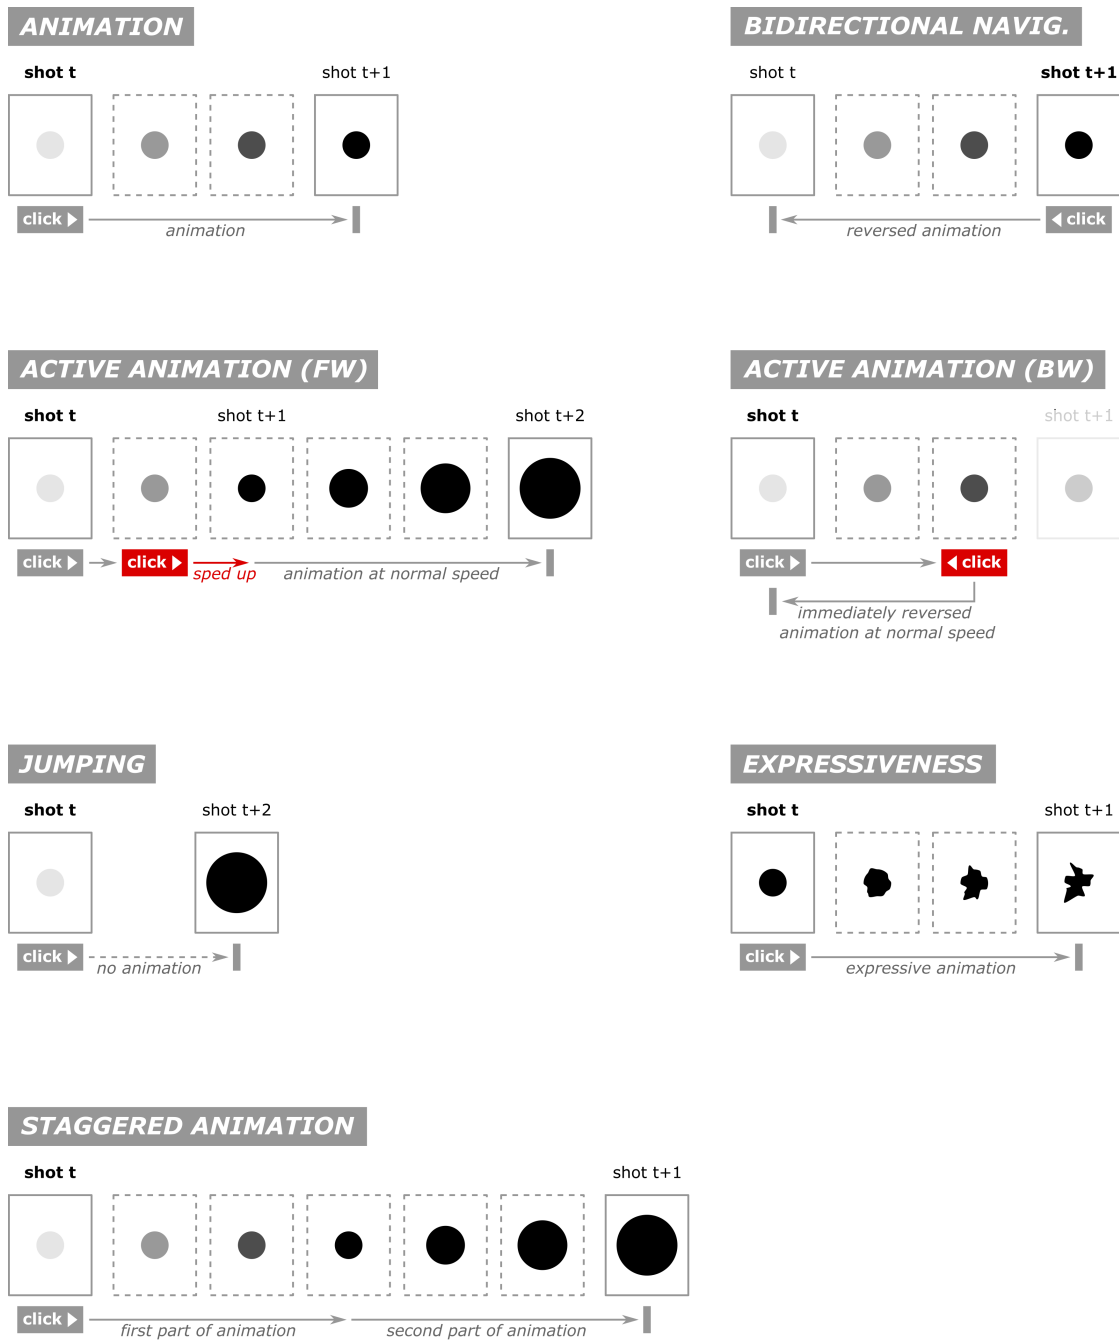 ANIMATION
shot t
shot t+1
click
animation
BIDIRECTIONAL NAVIG.
shot t
shot t+1
reversed animation
click
ACTIVE ANIMATION (FW)
shot t
shot t+1
shot t+2
click
click
sped up
animation at normal speed
ACTIVE ANIMATION (BW)
shot t
shot t+1
click
click
immediately reversed
animation at normal speed
JUMPING
shot t
shot t+2
click
no animation
EXPRESSIVENESS
shot t
shot t+1
click
expressive animation
STAGGERED ANIMATION
shot t
shot t+1
click
first part of animation
second part of animation